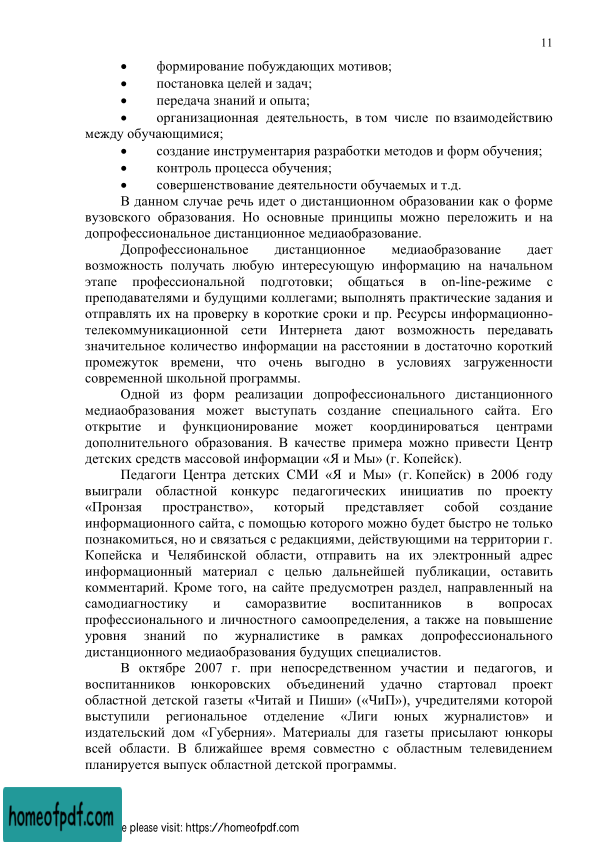 11
• формирование побуждающих мотивов;
• постановка целей и задач;
• передача знаний и опыта;
• организационная деятельность, в том числе по взаимодействию
между обучающимися;
• создание инструментария разработки методов и форм обучения;
• контроль процесса обучения;
• совершенствование деятельности обучаемых и т.д.
В данном случае речь идет о дистанционном образовании как о форме
вузовского образования. Но основные принципы можно переложить и на
допрофессиональное дистанционное медиаобразование.
Допрофессиональное дистанционное медиаобразование дает
возможность получать любую интересующую информацию на начальном
этапе профессиональной подготовки; общаться в on-line-режиме с
преподавателями и будущими коллегами; выполнять практические задания и
отправлять их на проверку в короткие сроки и пр. Ресурсы информационно-
телекоммуникационной сети Интернета дают возможность передавать
значительное количество информации на расстоянии в достаточно короткий
промежуток времени, что очень выгодно в условиях загруженности
современной школьной программы.
Одной из форм реализации допрофессионального дистанционного
медиаобразования может выступать создание специального сайта. Его
открытие и функционирование может координироваться центрами
дополнительного образования. В качестве примера можно привести Центр
детских средств массовой информации «Я и Мы» (г. Копейск).
Педагоги Центра детских СМИ «Я и Мы» (г. Копейск) в 2006 году
выиграли областной конкурс педагогических инициатив по проекту
«Пронзая пространство», который представляет собой создание
информационного сайта, с помощью которого можно будет быстро не только
познакомиться, но и связаться с редакциями, действующими на территории г.
Копейска и Челябинской области, отправить на их электронный адрес
информационный материал с целью дальнейшей публикации, оставить
комментарий. Кроме того, на сайте предусмотрен раздел, направленный на
самодиагностику и саморазвитие воспитанников в вопросах
профессионального и личностного самоопределения, а также на повышение
уровня знаний по журналистике в рамках допрофессионального
дистанционного медиаобразования будущих специалистов.
В октябре 2007 г. при непосредственном участии и педагогов, и
воспитанников юнкоровских объединений удачно стартовал проект
областной детской газеты «Читай и Пиши» («ЧиП»), учредителями которой
выступили региональное отделение «Лиги юных журналистов» и
издательский дом «Губерния». Материалы для газеты присылают юнкоры
всей области. В ближайшее время совместно с областным телевидением
планируется выпуск областной детской программы.
homeofpdf.com
e please visit: https://homeofpdf.com